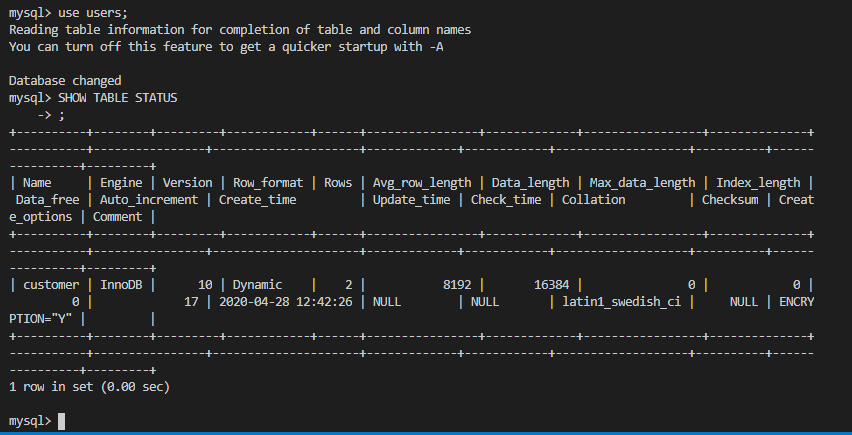 mysql> use users;
Reading table information for completion of table and column names
You can turn off this feature to get a quicker startup with -A
Database changed
mysql> SHOW TABLE STATUS
    -> ;
+----------+--------+---------+------------+------+----------------+-------------+-----------------+--------------+
-----------+----------------+---------------------+-------------+------------+-------------------+----------+------
----------+---------+
| Name     | Engine | Version | Row_format | Rows | Avg_row_length | Data_length | Max_data_length | Index_length |
 Data_free | Auto_increment | Create_time         | Update_time | Check_time | Collation         | Checksum | Creat
e_options | Comment |
+----------+--------+---------+------------+------+----------------+-------------+-----------------+--------------+
-----------+----------------+---------------------+-------------+------------+-------------------+----------+------
----------+---------+
| customer | InnoDB |      10 | Dynamic    |    2 |           8192 |       16384 |               0 |            0 |
         0 |             17 | 2020-04-28 12:42:26 | NULL        | NULL       | latin1_swedish_ci |     NULL | ENCRY
PTION="Y" |         |
+----------+--------+---------+------------+------+----------------+-------------+-----------------+--------------+
-----------+----------------+---------------------+-------------+------------+-------------------+----------+------
----------+---------+
1 row in set (0.00 sec)
mysql>